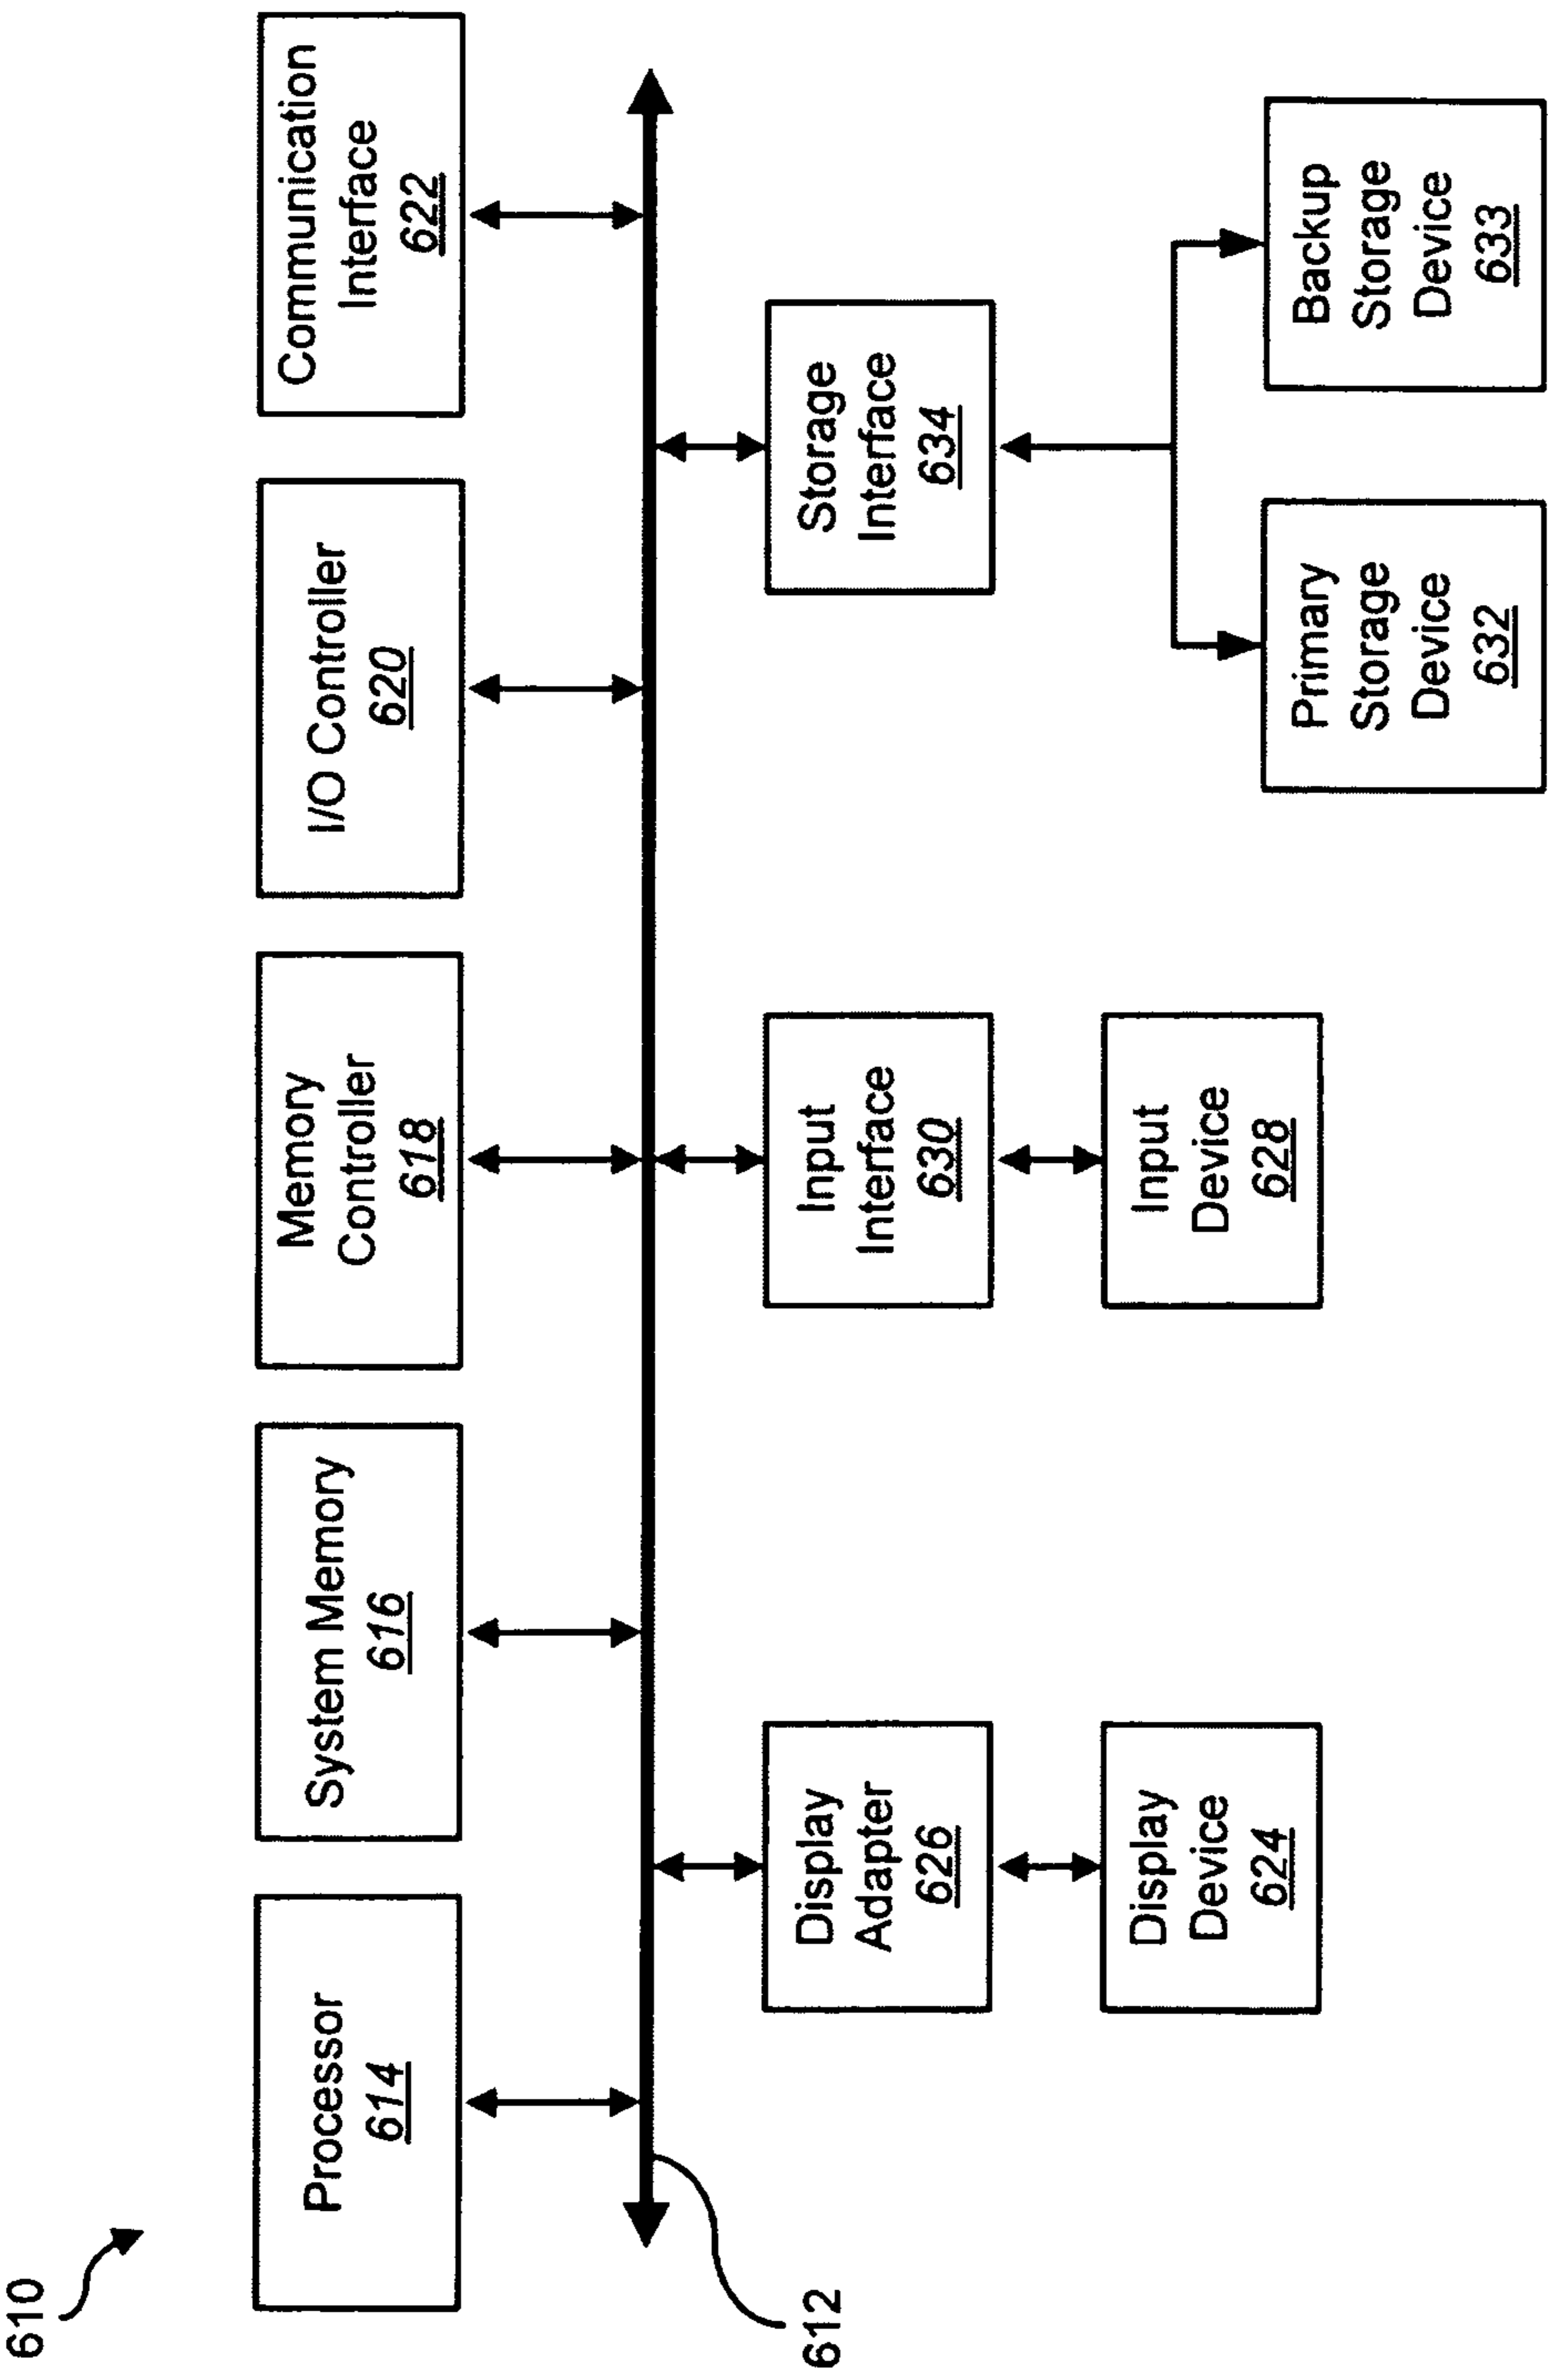 610
Processor
614
System Memory
616
Memory
Controller
618
I/O Controller
620
Communication
Interface
622
612
Display
Adapter
626
Input
Interface
630
Storage
Interface
634
Display
Device
624
Input
Device
628
Primary
Storage
Device
632
Backup
Storage
Device
633